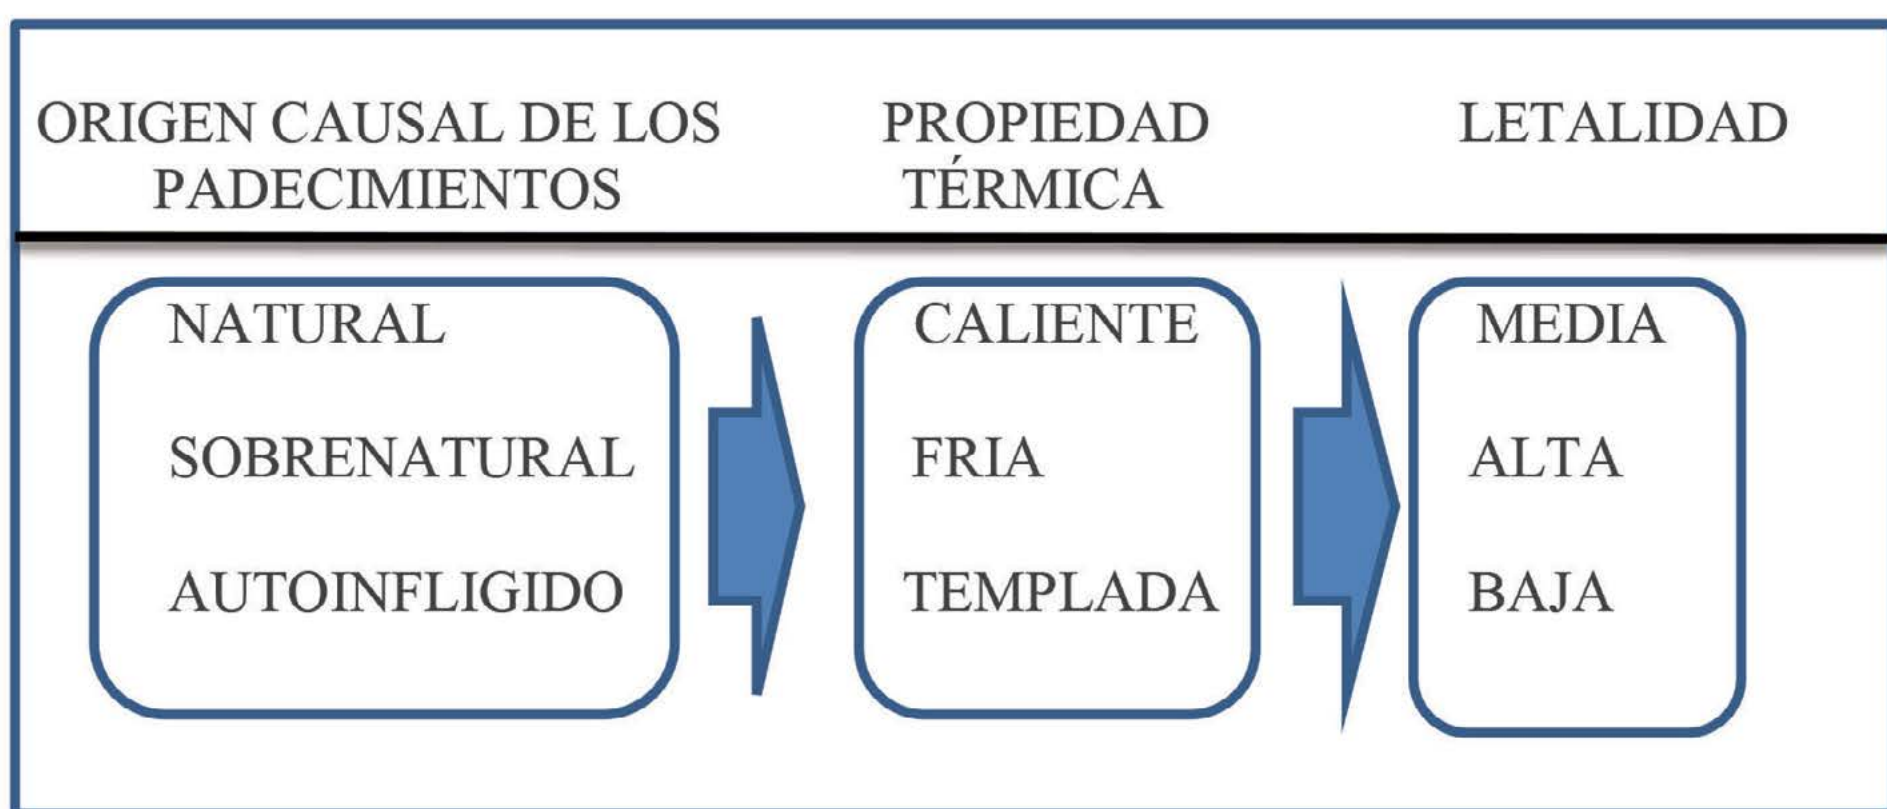 ORIGEN CAUSAL DE LOS
PADECIMIENTOS
PROPIEDAD
TÉRMICA
LETALIDAD
NATURAL
SOBRENATURAL
AUTOINFLIGIDO
CALIENTE
FRIA
TEMPLADA
MEDIA
ALTA
BAJA